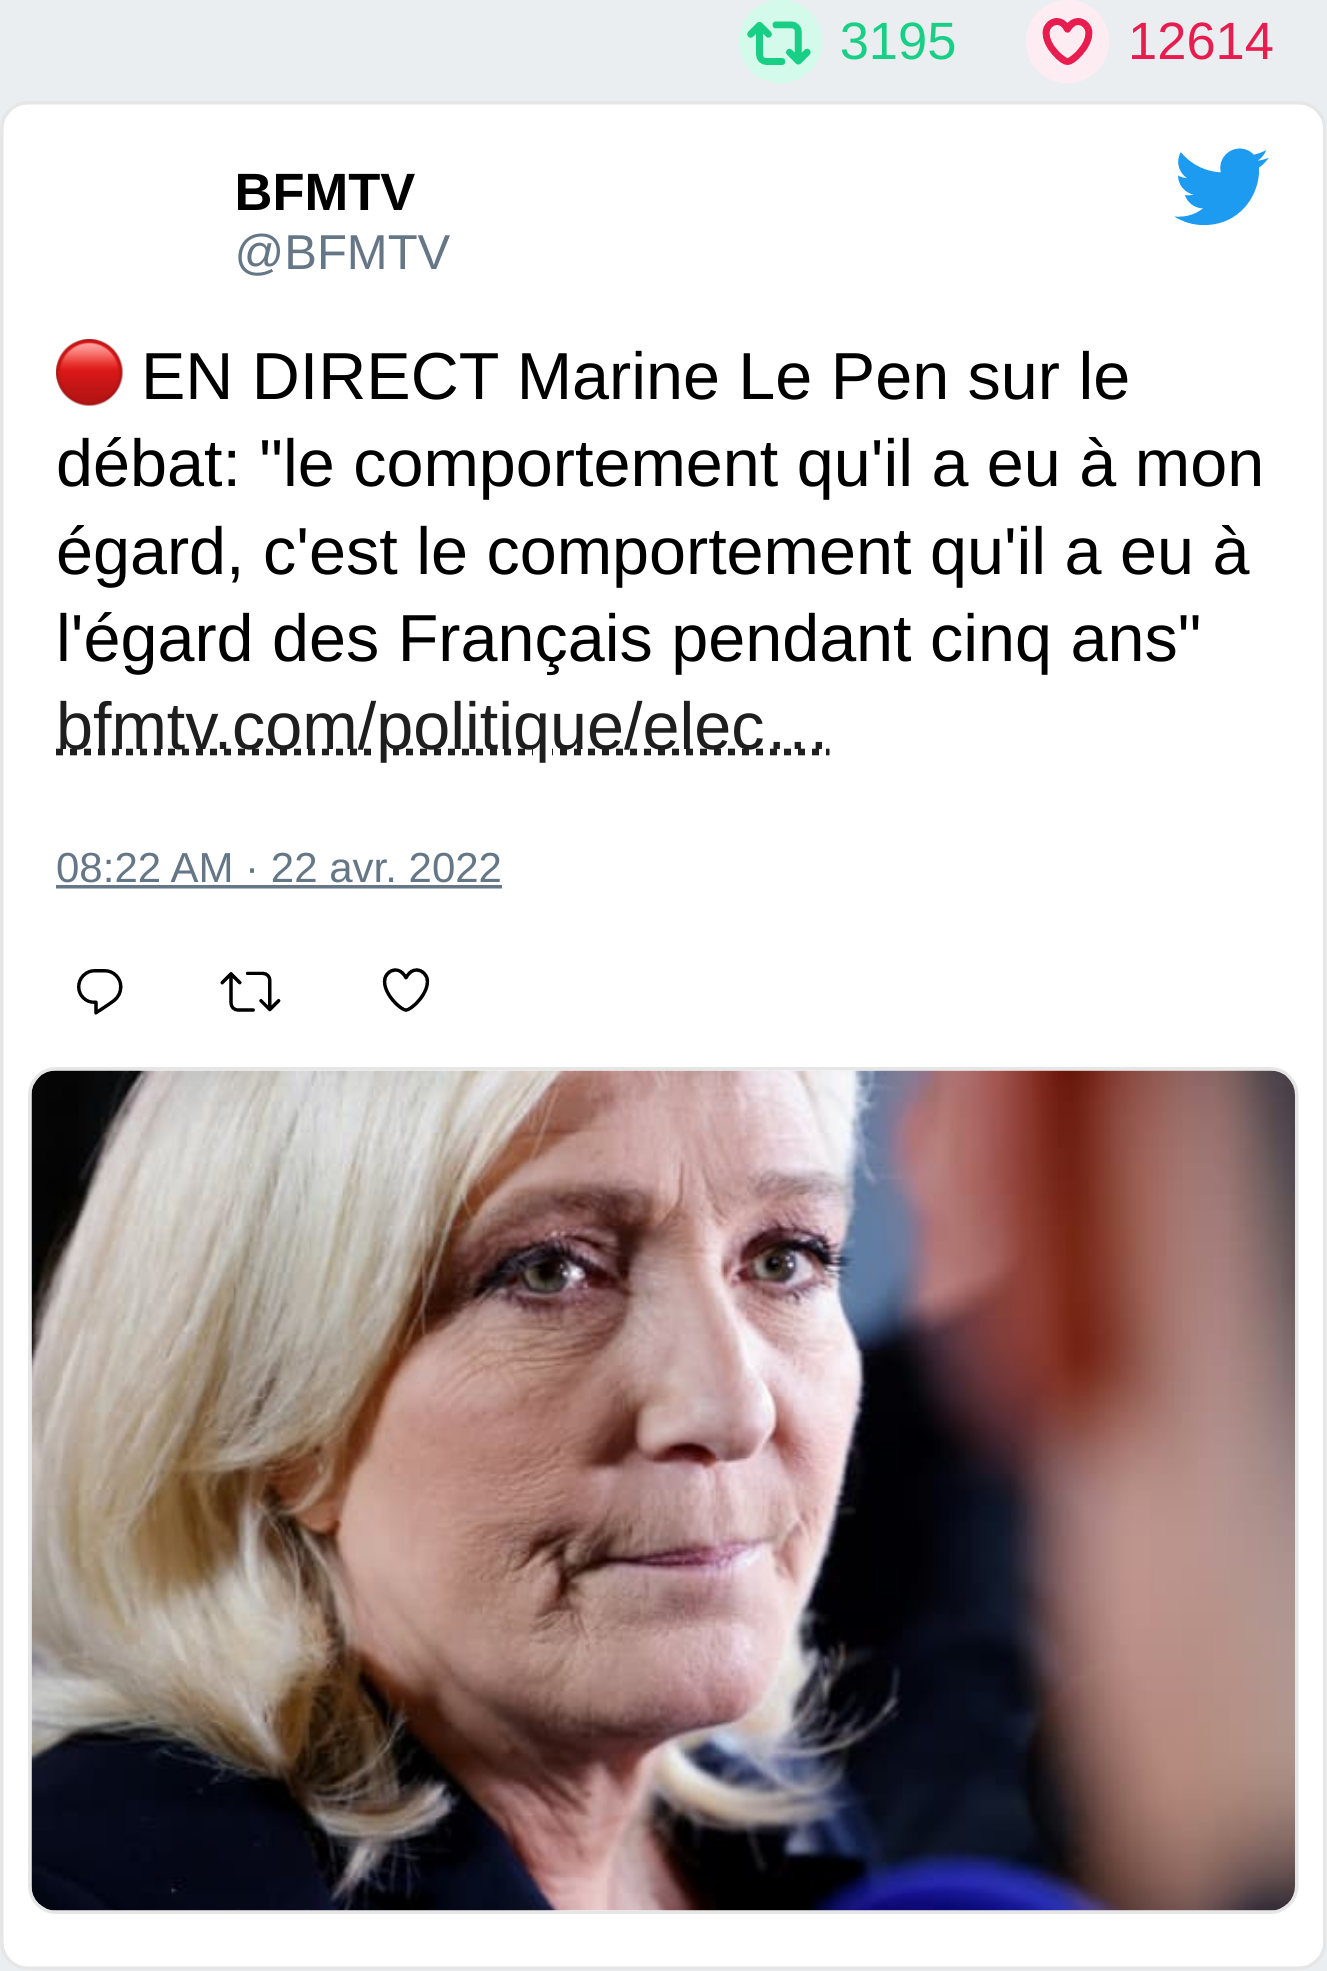 3195 12614
BFMTV
@BFMTV
🔴 EN DIRECT Marine Le Pen sur le
débat: "le comportement qu'il a eu à mon
égard, c'est le comportement qu'il a eu à
l'égard des Français pendant cinq ans"
bfmtv.com/politique/elec…
08:22 AM · 22 avr. 2022